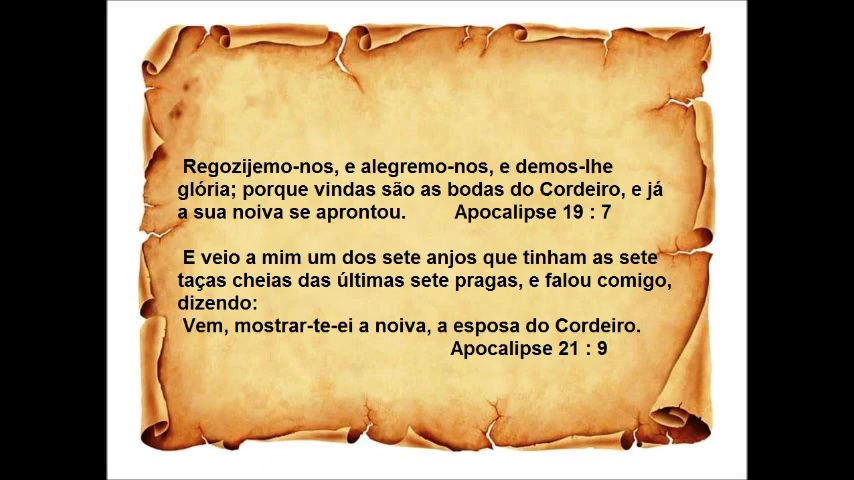 Regozijemo-nos, e alegremo-nos, e demos-lhe
glória; porque vindas são as bodas do Cordeiro, e já
a sua noiva se aprontou. Apocalipse 19 : 7
E veio a mim um dos sete anjos que tinham as sete
taças cheias das últimas sete pragas, e falou comigo,
dizendo:
Vem, mostrar-te-ei a noiva, a esposa do Cordeiro.
Apocalipse 21 : 9